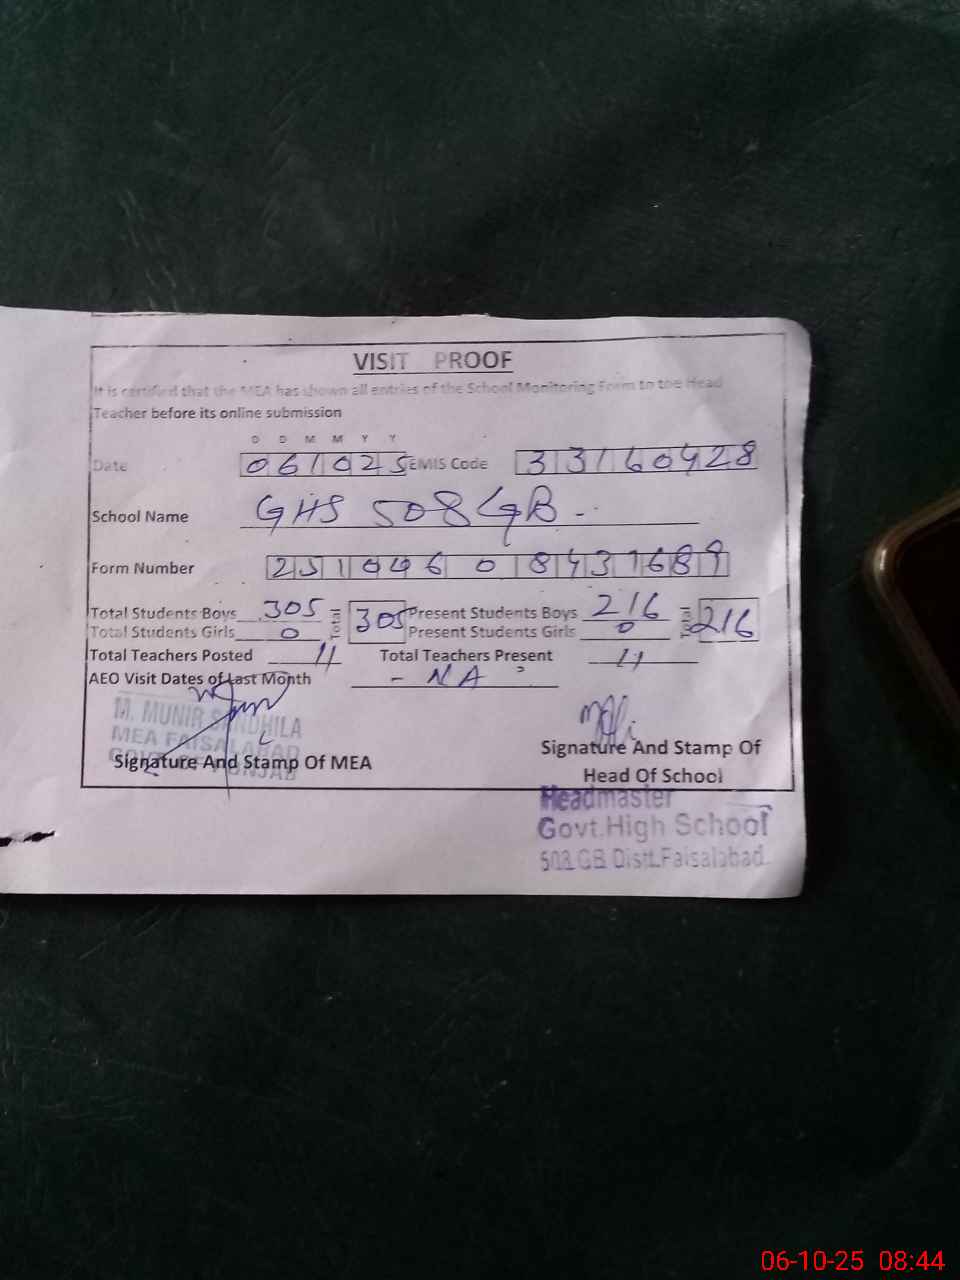 VISIT PROOF
It is certified that the MEA has shown all entries of the School Monitoring Form to the Head
Teacher before its online submission
D D M M Y Y
Date 061025 EMIS Code 33160428
School Name GHS 508 GB -
Form Number
Total Students Boys 305 Total 305 Present Students Boys 216 Total 216
Total Students Girls 0 Present Students Girls 0
Total Teachers Posted 11 Total Teachers Present 11
AEO Visit Dates of Last Month - NA
M. MUNIR SANDHILA
MEA FAISALABAD
GOVT OF PUNJAB
Signature And Stamp Of MEA
Signature And Stamp Of
Head Of School
Headmaster
Govt.High School
508 GB Distt.Faisalabad
06-10-25 08:44